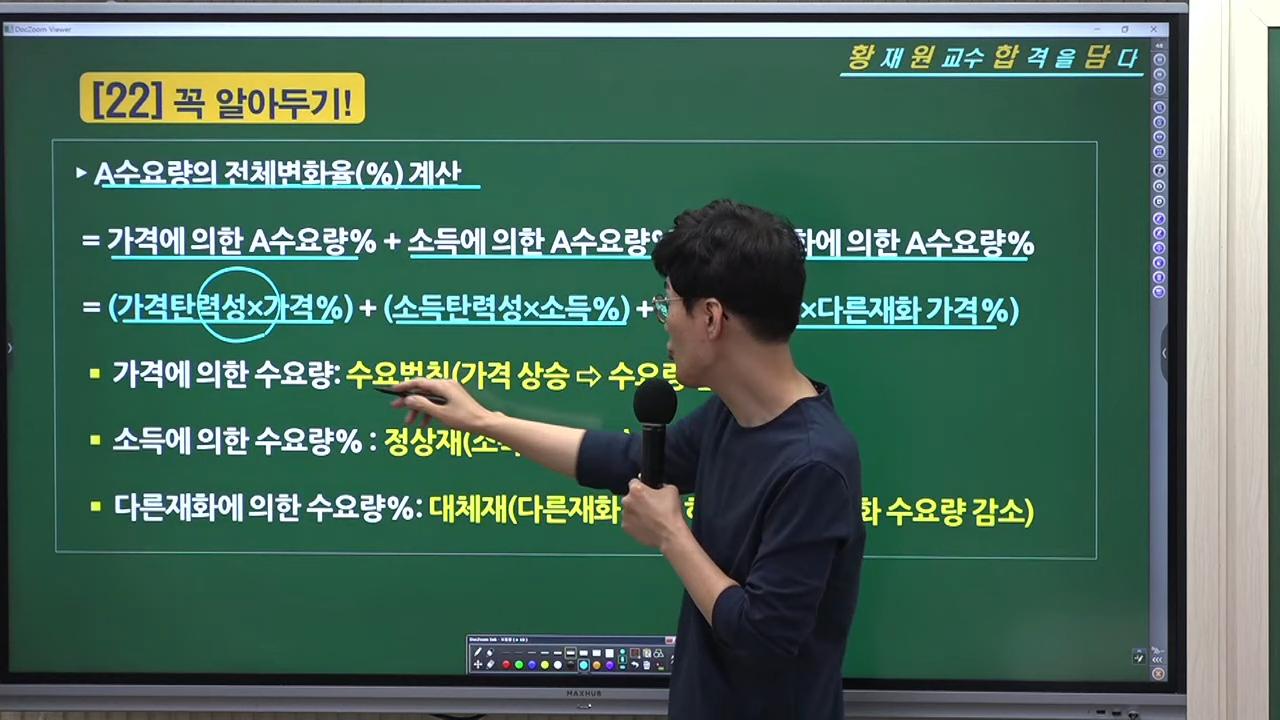 DocZoom Viewer
황재원교수 합격을 담다
[22] 꼭 알아두기!
▸ A수요량의 전체변화율(%) 계산
= 가격에 의한 A수요량% + 소득에 의한 A수요량% 화에 의한 A수요량%
= (가격탄력성×가격%) + (소득탄력성×소득%) + ×다른재화 가격%)
▪ 가격에 의한 수요량: 수요법칙(가격 상승 ⇨ 수요량
▪ 소득에 의한 수요량% : 정상재(소득
▪ 다른재화에 의한 수요량%: 대체재(다른재화 화 수요량 감소)
MAXHUB